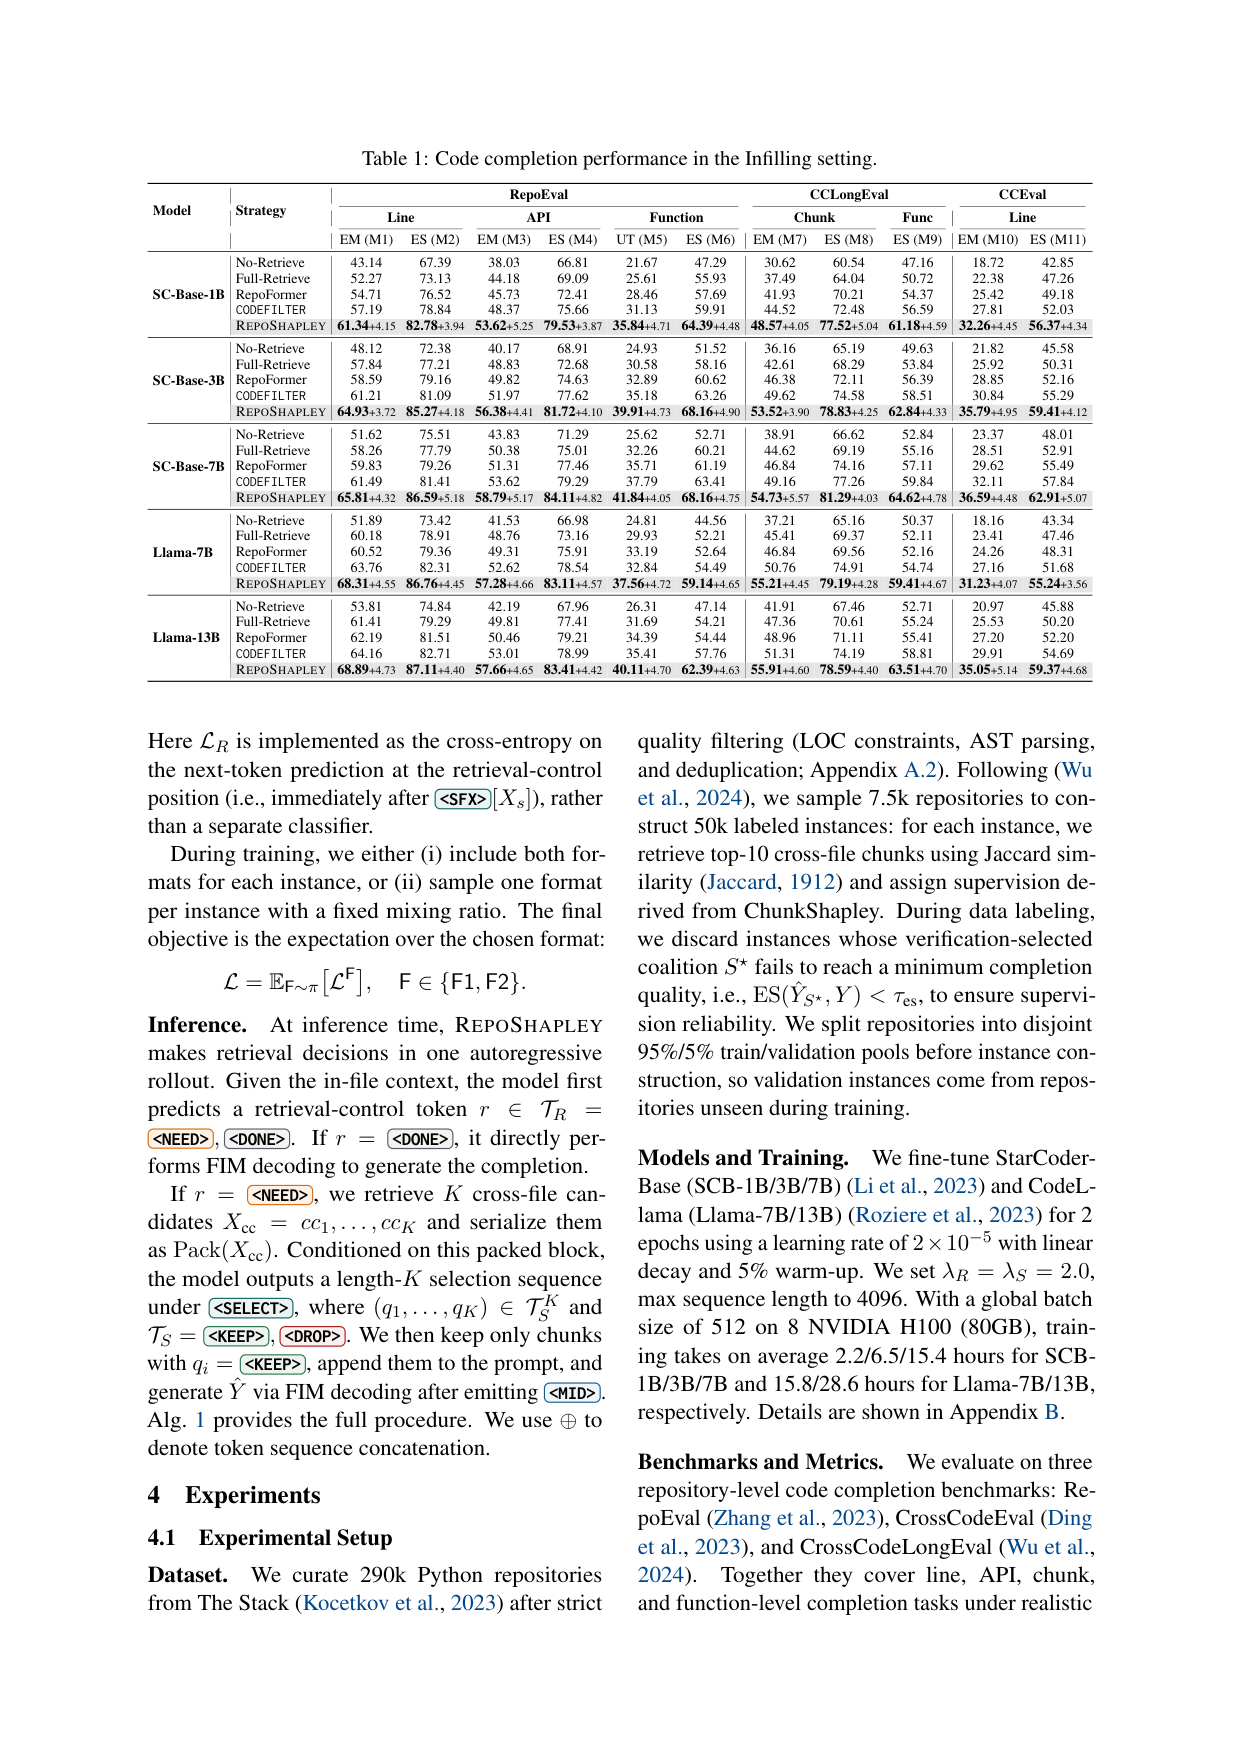 Table 1: Code completion performance in the Infilling setting.
Model Strategy RepoEval CCLongEval CCEval
Line API Function Chunk Func Line
EM (M1) ES (M2) EM (M3) ES (M4) UT (M5) ES (M6) EM (M7) ES (M8) ES (M9) EM (M10) ES (M11)
SC-Base-1B
No-Retrieve 43.14 67.39 38.03 66.81 21.67 47.29 30.62 60.54 47.16 18.72 42.85
Full-Retrieve 52.27 73.13 44.18 69.09 25.61 55.93 37.49 64.04 50.72 22.38 47.26
RepoFormer 54.71 76.52 45.73 72.41 28.46 57.69 41.93 70.21 54.37 25.42 49.18
CODEFILTER 57.19 78.84 48.37 75.66 31.13 59.91 44.52 72.48 56.59 27.81 52.03
REPOSHAPLEY 61.34+4.15 82.78+3.94 53.62+5.25 79.53+3.87 35.84+4.71 64.39+4.48 48.57+4.05 77.52+5.04 61.18+4.59 32.26+4.45 56.37+4.34
SC-Base-3B
No-Retrieve 48.12 72.38 40.17 68.91 24.93 51.52 36.16 65.19 49.63 21.82 45.58
Full-Retrieve 57.84 77.21 48.83 72.68 30.58 58.16 42.61 68.29 53.84 25.92 50.31
RepoFormer 58.59 79.16 49.82 74.63 32.89 60.62 46.38 72.11 56.39 28.85 52.16
CODEFILTER 61.21 81.09 51.97 77.62 35.18 63.26 49.62 74.58 58.51 30.84 55.29
REPOSHAPLEY 64.93+3.72 85.27+4.18 56.38+4.41 81.72+4.10 39.91+4.73 68.16+4.90 53.52+3.90 78.83+4.25 62.84+4.33 35.79+4.95 59.41+4.12
SC-Base-7B
No-Retrieve 51.62 75.51 43.83 71.29 25.62 52.71 38.91 66.62 52.84 23.37 48.01
Full-Retrieve 58.26 77.79 50.38 75.01 32.26 60.21 44.62 69.19 55.16 28.51 52.91
RepoFormer 59.83 79.26 51.31 77.46 35.71 61.19 46.84 74.16 57.11 29.62 55.49
CODEFILTER 61.49 81.41 53.62 79.29 37.79 63.41 49.16 77.26 59.84 32.11 57.84
REPOSHAPLEY 65.81+4.32 86.59+5.18 58.79+5.17 84.11+4.82 41.84+4.05 68.16+4.75 54.73+5.57 81.29+4.03 64.62+4.78 36.59+4.48 62.91+5.07
Llama-7B
No-Retrieve 51.89 73.42 41.53 66.98 24.81 44.56 37.21 65.16 50.37 18.16 43.34
Full-Retrieve 60.18 78.91 48.76 73.16 29.93 52.21 45.41 69.37 52.11 23.41 47.46
RepoFormer 60.52 79.36 49.31 75.91 33.19 52.64 46.84 69.56 52.16 24.26 48.31
CODEFILTER 63.76 82.31 52.62 78.54 32.84 54.49 50.76 74.91 54.74 27.16 51.68
REPOSHAPLEY 68.31+4.55 86.76+4.45 57.28+4.66 83.11+4.57 37.56+4.72 59.14+4.65 55.21+4.45 79.19+4.28 59.41+4.67 31.23+4.07 55.24+3.56
Llama-13B
No-Retrieve 53.81 74.84 42.19 67.96 26.31 47.14 41.91 67.46 52.71 20.97 45.88
Full-Retrieve 61.41 79.29 49.81 77.41 31.69 54.21 47.36 70.61 55.24 25.53 50.20
RepoFormer 62.19 81.51 50.46 79.21 34.39 54.44 48.96 71.11 55.41 27.20 52.20
CODEFILTER 64.16 82.71 53.01 78.99 35.41 57.76 51.31 74.19 58.81 29.91 54.69
REPOSHAPLEY 68.89+4.73 87.11+4.40 57.66+4.65 83.41+4.42 40.11+4.70 62.39+4.63 55.91+4.60 78.59+4.40 63.51+4.70 35.05+5.14 59.37+4.68
Here ℒ_R is implemented as the cross-entropy on
the next-token prediction at the retrieval-control
position (i.e., immediately after <SFX>[X_s]), rather
than a separate classifier.
During training, we either (i) include both for-
mats for each instance, or (ii) sample one format
per instance with a fixed mixing ratio. The final
objective is the expectation over the chosen format:
ℒ = 𝔼_{F∼π}[ℒ^F], F ∈ {F1, F2}.
Inference. At inference time, REPOSHAPLEY
makes retrieval decisions in one autoregressive
rollout. Given the in-file context, the model first
predicts a retrieval-control token r ∈ 𝒯_R =
<NEED>, <DONE>. If r = <DONE>, it directly per-
forms FIM decoding to generate the completion.
If r = <NEED>, we retrieve K cross-file can-
didates X_cc = cc_1, . . . , cc_K and serialize them
as Pack(X_cc). Conditioned on this packed block,
the model outputs a length-K selection sequence
under <SELECT>, where (q_1, . . . , q_K) ∈ 𝒯_S^K and
𝒯_S = <KEEP>, <DROP>. We then keep only chunks
with q_i = <KEEP>, append them to the prompt, and
generate Ŷ via FIM decoding after emitting <MID>.
Alg. 1 provides the full procedure. We use ⊕ to
denote token sequence concatenation.
4 Experiments
4.1 Experimental Setup
Dataset. We curate 290k Python repositories
from The Stack (Kocetkov et al., 2023) after strict
quality filtering (LOC constraints, AST parsing,
and deduplication; Appendix A.2). Following (Wu
et al., 2024), we sample 7.5k repositories to con-
struct 50k labeled instances: for each instance, we
retrieve top-10 cross-file chunks using Jaccard sim-
ilarity (Jaccard, 1912) and assign supervision de-
rived from ChunkShapley. During data labeling,
we discard instances whose verification-selected
coalition S⋆ fails to reach a minimum completion
quality, i.e., ES(Ŷ_{S⋆}, Y) < τ_es, to ensure supervi-
sion reliability. We split repositories into disjoint
95%/5% train/validation pools before instance con-
struction, so validation instances come from repos-
itories unseen during training.
Models and Training. We fine-tune StarCoder-
Base (SCB-1B/3B/7B) (Li et al., 2023) and CodeL-
lama (Llama-7B/13B) (Roziere et al., 2023) for 2
epochs using a learning rate of 2×10⁻⁵ with linear
decay and 5% warm-up. We set λ_R = λ_S = 2.0,
max sequence length to 4096. With a global batch
size of 512 on 8 NVIDIA H100 (80GB), train-
ing takes on average 2.2/6.5/15.4 hours for SCB-
1B/3B/7B and 15.8/28.6 hours for Llama-7B/13B,
respectively. Details are shown in Appendix B.
Benchmarks and Metrics. We evaluate on three
repository-level code completion benchmarks: Re-
poEval (Zhang et al., 2023), CrossCodeEval (Ding
et al., 2023), and CrossCodeLongEval (Wu et al.,
2024). Together they cover line, API, chunk,
and function-level completion tasks under realistic